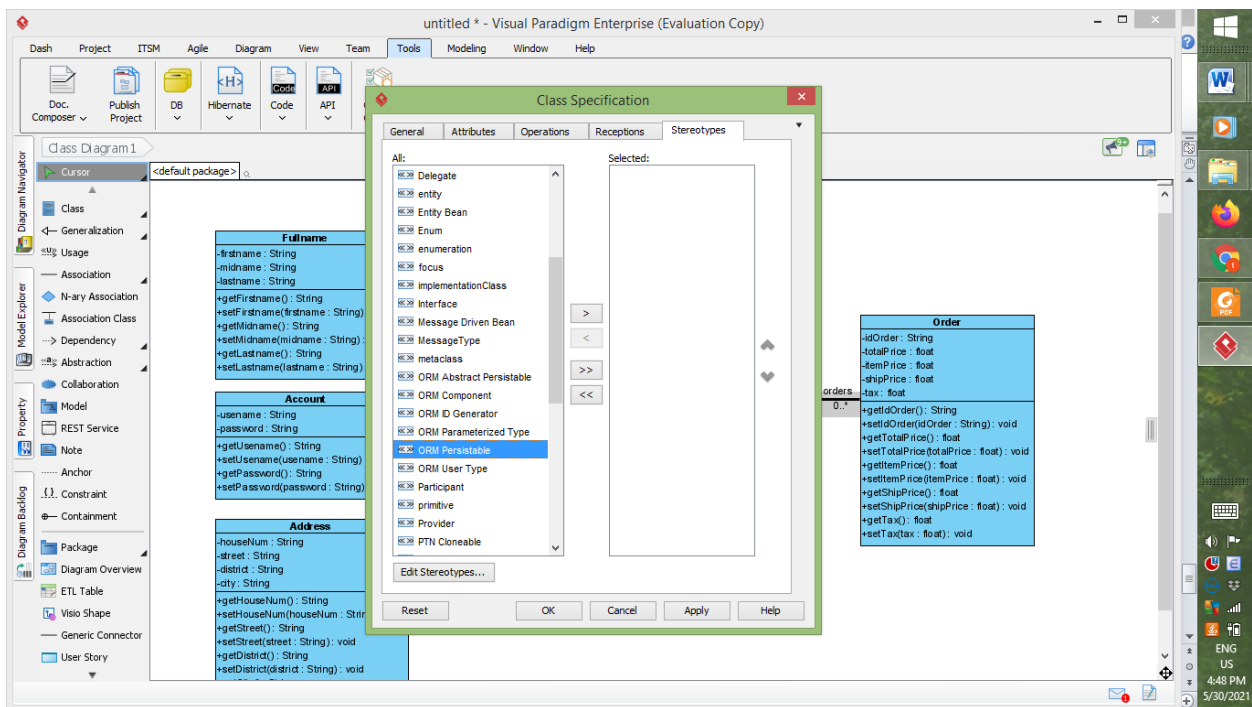 untitled * - Visual Paradigm Enterprise (Evaluation Copy)
Dash Project ITSM Agile Diagram View Team Tools Modeling Window Help
Doc. Composer
Publish Project
DB
Hibernate
Code
API
Class Diagram1
<default package>
Diagram Navigator
Model Explorer
Property
Diagram Backlog
Cursor
Class
Generalization
Usage
Association
N-ary Association
Association Class
Dependency
Abstraction
Collaboration
Model
REST Service
Note
Anchor
Constraint
Containment
Package
Diagram Overview
ETL Table
Visio Shape
Generic Connector
User Story
Fullname
-firstname : String
-midname : String
-lastname : String
+getFirstname() : String
+setFirstname(firstname : String)
+getMidname() : String
+setMidname(midname : String) :
+getLastname() : String
+setLastname(lastname : String)
Account
-usename : String
-password : String
+getUsename() : String
+setUsename(usename : String)
+getPassword() : String
+setPassword(password : String)
Address
-houseNum : String
-street : String
-district : String
-city : String
+getHouseNum() : String
+setHouseNum(houseNum : Strin
+getStreet() : String
+setStreet(street : String) : void
+getDistrict() : String
+setDistrict(district : String) : void
Class Specification
General Attributes Operations Receptions Stereotypes
All:
Delegate
entity
Entity Bean
Enum
enumeration
focus
implementationClass
Interface
Message Driven Bean
MessageType
metaclass
ORM Abstract Persistable
ORM Component
ORM ID Generator
ORM Parameterized Type
ORM Persistable
ORM User Type
Participant
primitive
Provider
PTN Cloneable
Selected:
>
<
>>
<<
Edit Stereotypes...
Reset OK Cancel Apply Help
orders
0..*
Order
-idOrder : String
-totalPrice : float
-itemPrice : float
-shipPrice : float
-tax : float
+getIdOrder() : String
+setIdOrder(idOrder : String) : void
+getTotalPrice() : float
+setTotalPrice(totalPrice : float) : void
+getItemPrice() : float
+setItemPrice(itemPrice : float) : void
+getShipPrice() : float
+setShipPrice(shipPrice : float) : void
+getTax() : float
+setTax(tax : float) : void
ENG
US
4:48 PM
5/30/2021